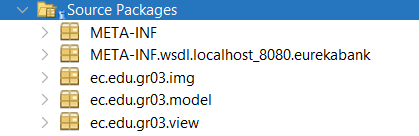 Source Packages
META-INF
META-INF.wsdl.localhost_8080.eurekabank
ec.edu.gr03.img
ec.edu.gr03.model
ec.edu.gr03.view